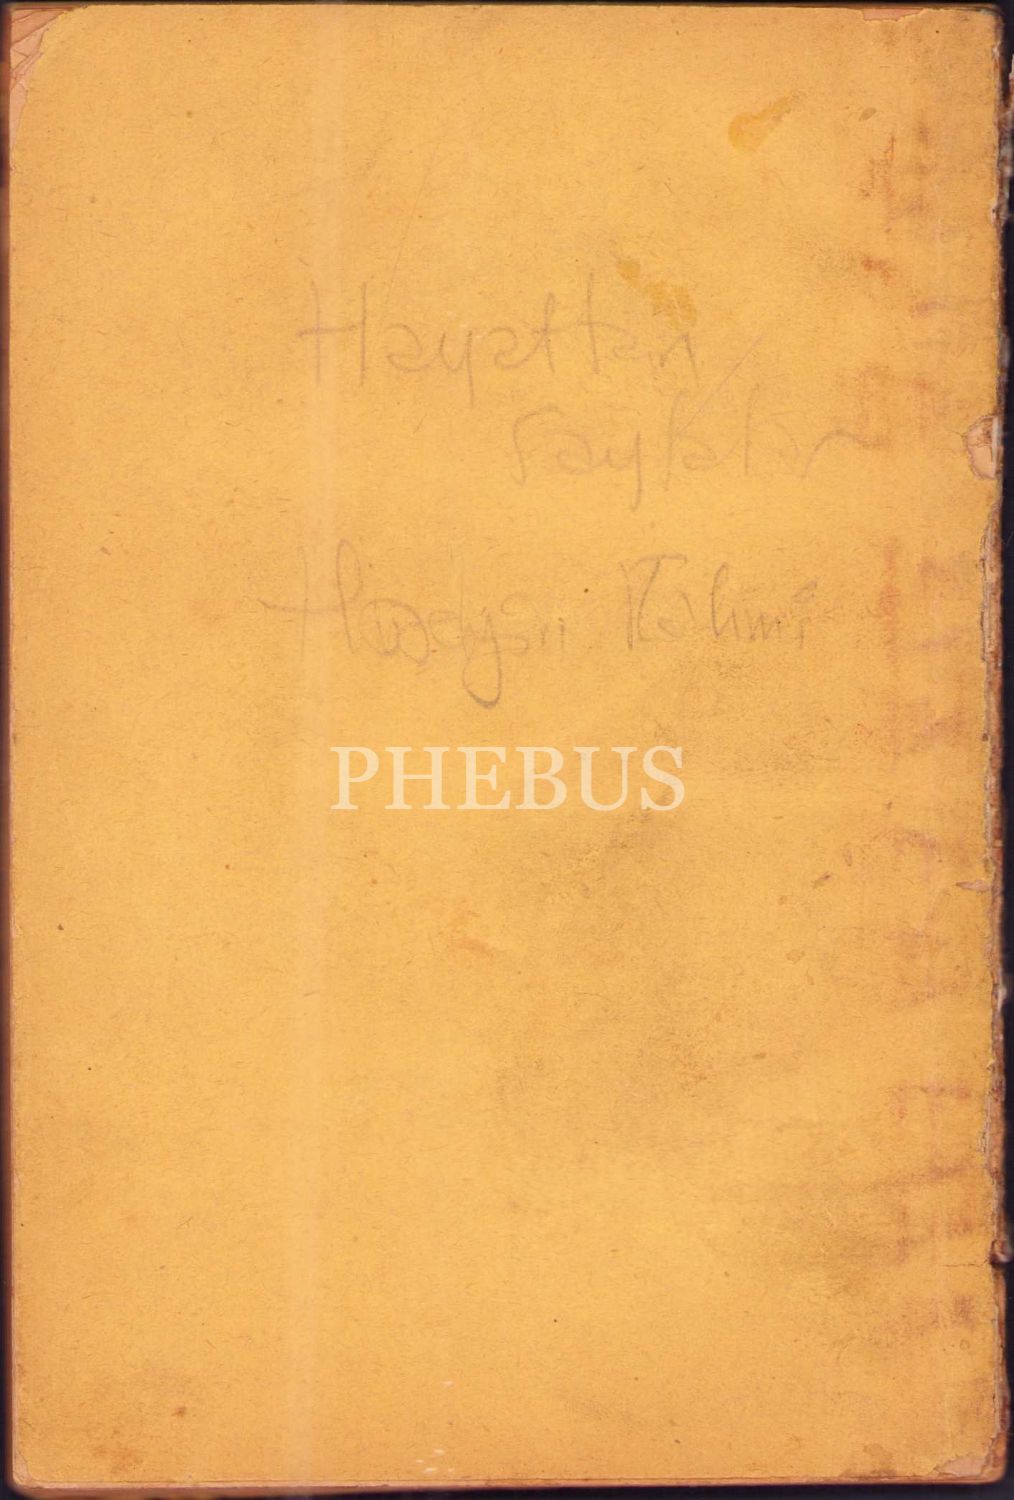 Hayattan
Sayfalar
Hüseyin Rahmi
PHEBUS